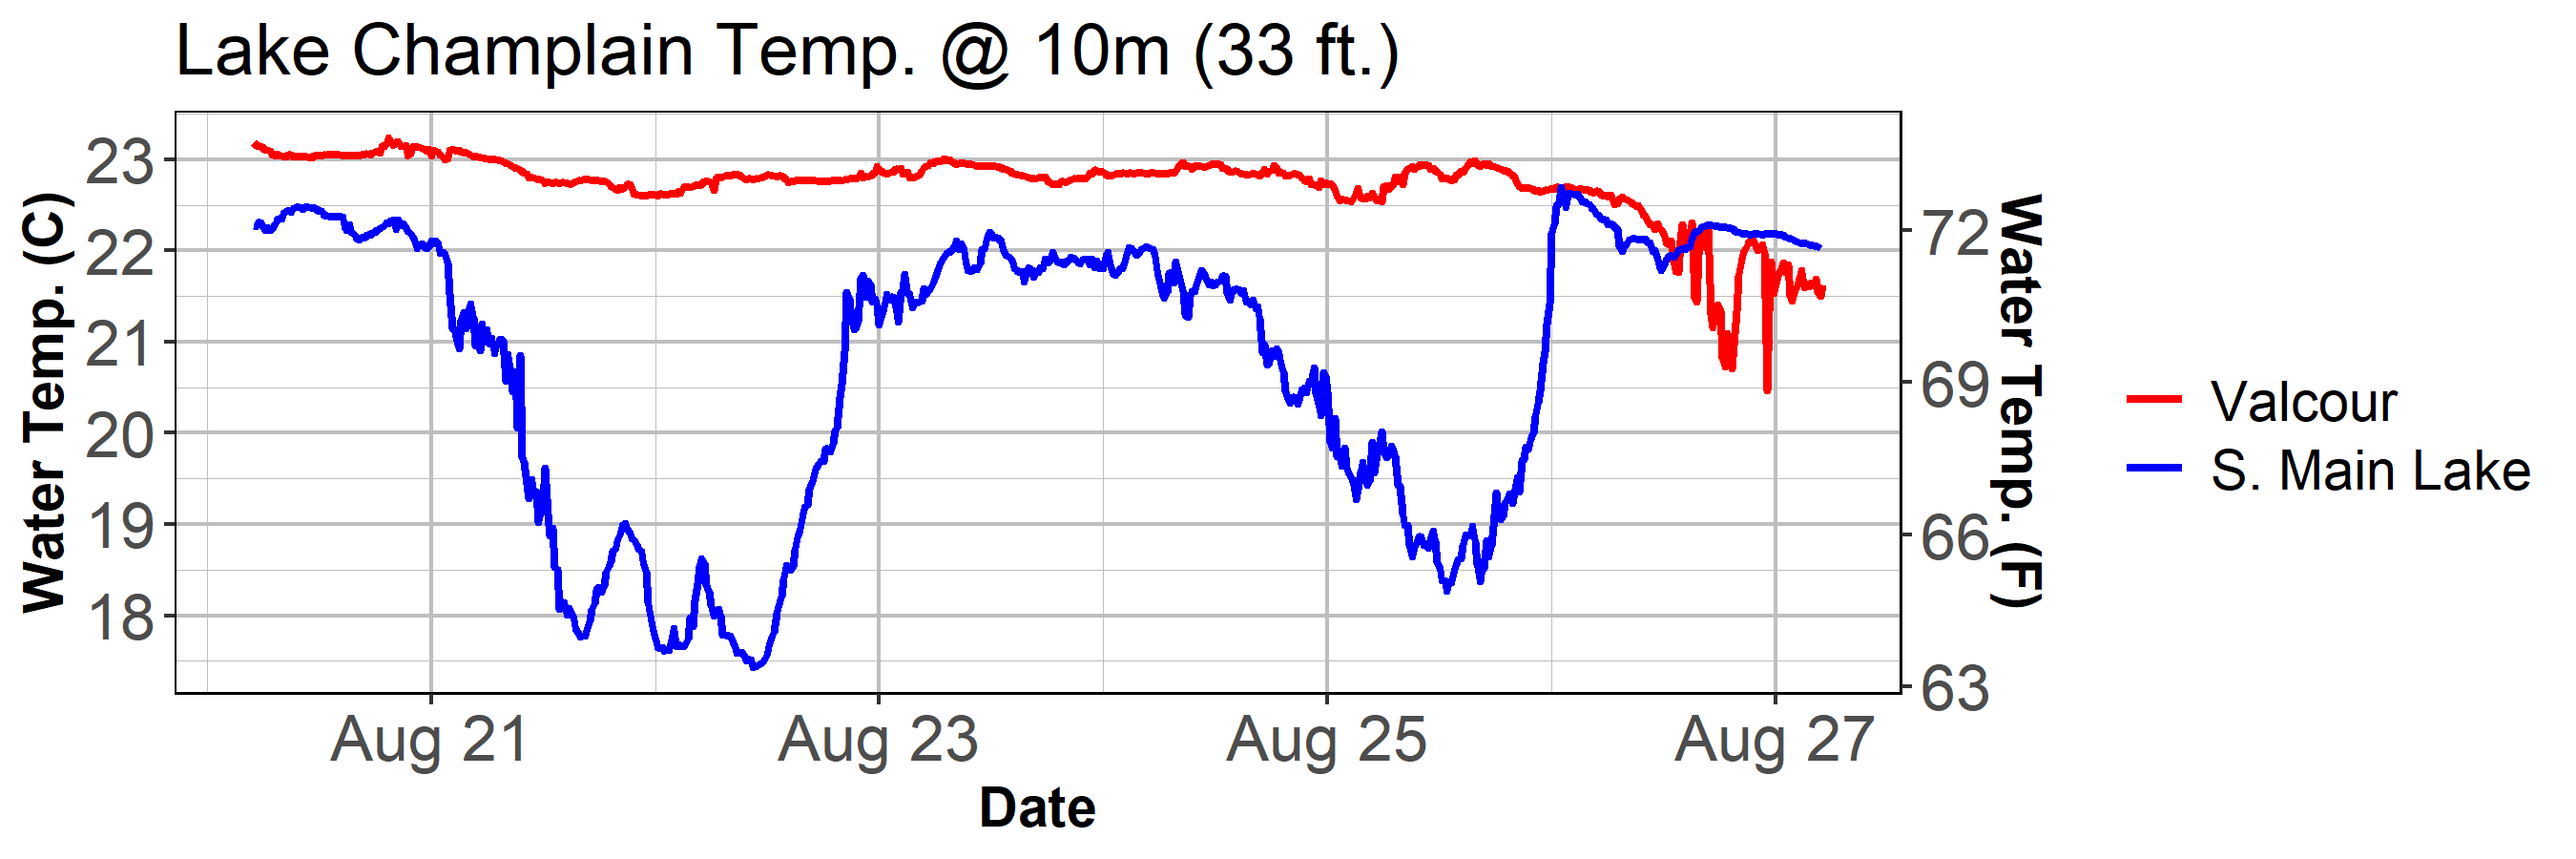 Lake Champlain Temp. @ 10m (33 ft.)
Water Temp. (C)
23
22
21
20
19
18
72
69
66
63
Water Temp. (F)
Valcour
S. Main Lake
Aug 21
Aug 23
Aug 25
Aug 27
Date